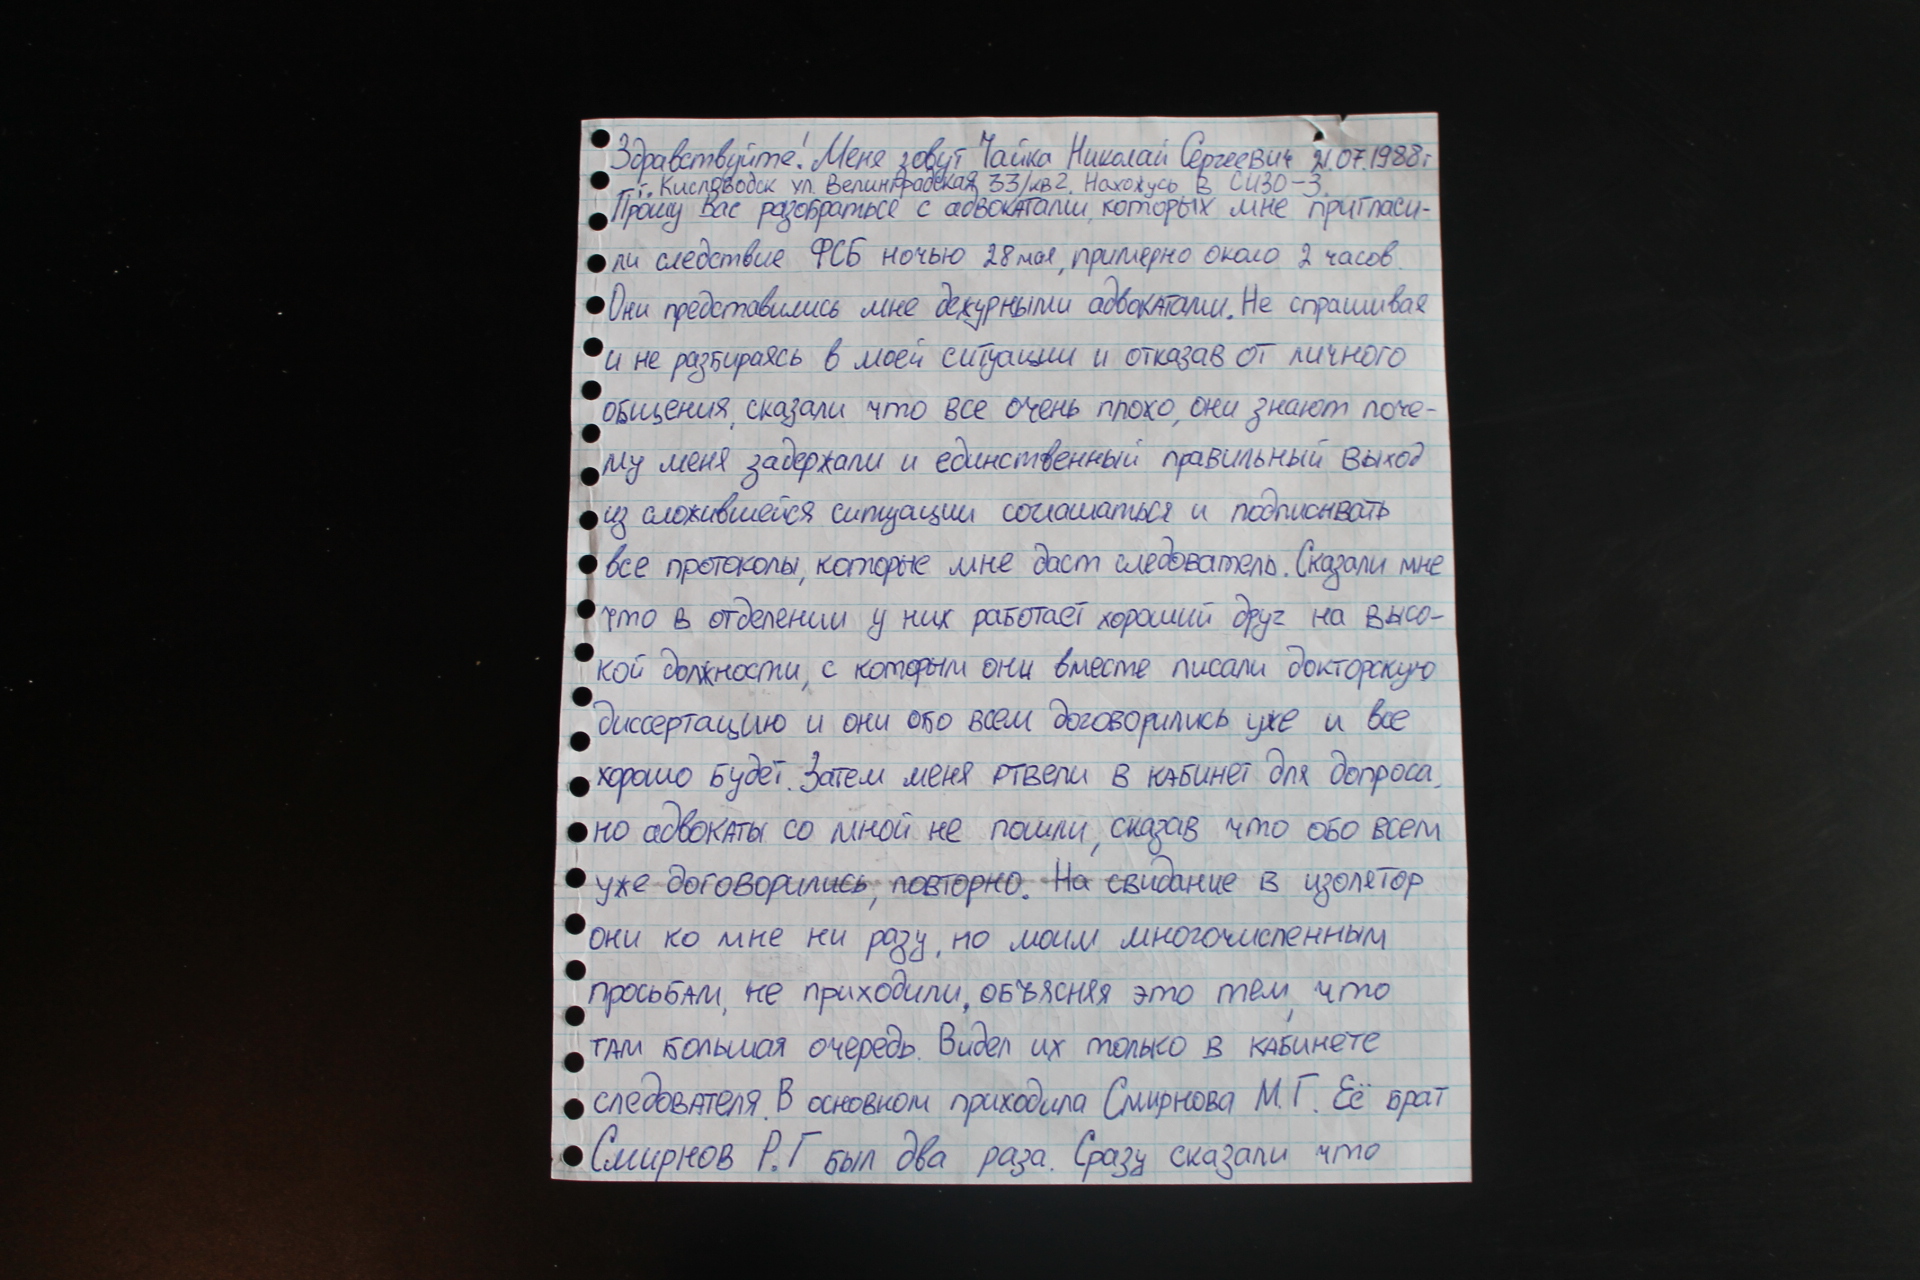 Здравствуйте! Меня зовут Чайка Николай Сергеевич 21.07.1988г
г. Кисловодск ул. Велинградская 33/кв2. Нахожусь в СИЗО-3.
Прошу Вас разобраться с адвокатами, которых мне пригласи-
ли следствие ФСБ ночью 28 мая, примерно около 2 часов.
Они представились мне дежурными адвокатами. Не спрашивая
и не разбираясь в моей ситуации и отказав от личного
общения, сказали что все очень плохо, они знают поче-
му меня задержали и единственный правильный выход
из сложившейся ситуации соглашаться и подписывать
все протоколы, которые мне даст следователь. Сказали мне
что в отделении у них работает хороший друг на высо-
кой должности, с которым они вместе писали докторскую
диссертацию и они обо всем договорились уже и все
хорошо будет. Затем меня отвели в кабинет для допроса,
но адвокаты со мной не пошли, сказав что обо всем
уже договорились, повторно. На свидание в изолятор
они ко мне ни разу, по моим многочисленным
просьбам, не приходили, объясняя это тем, что
там большая очередь. Видел их только в кабинете
следователя. В основном приходила Смирнова М.Г. Её брат
Смирнов Р.Г был два раза. Сразу сказали что